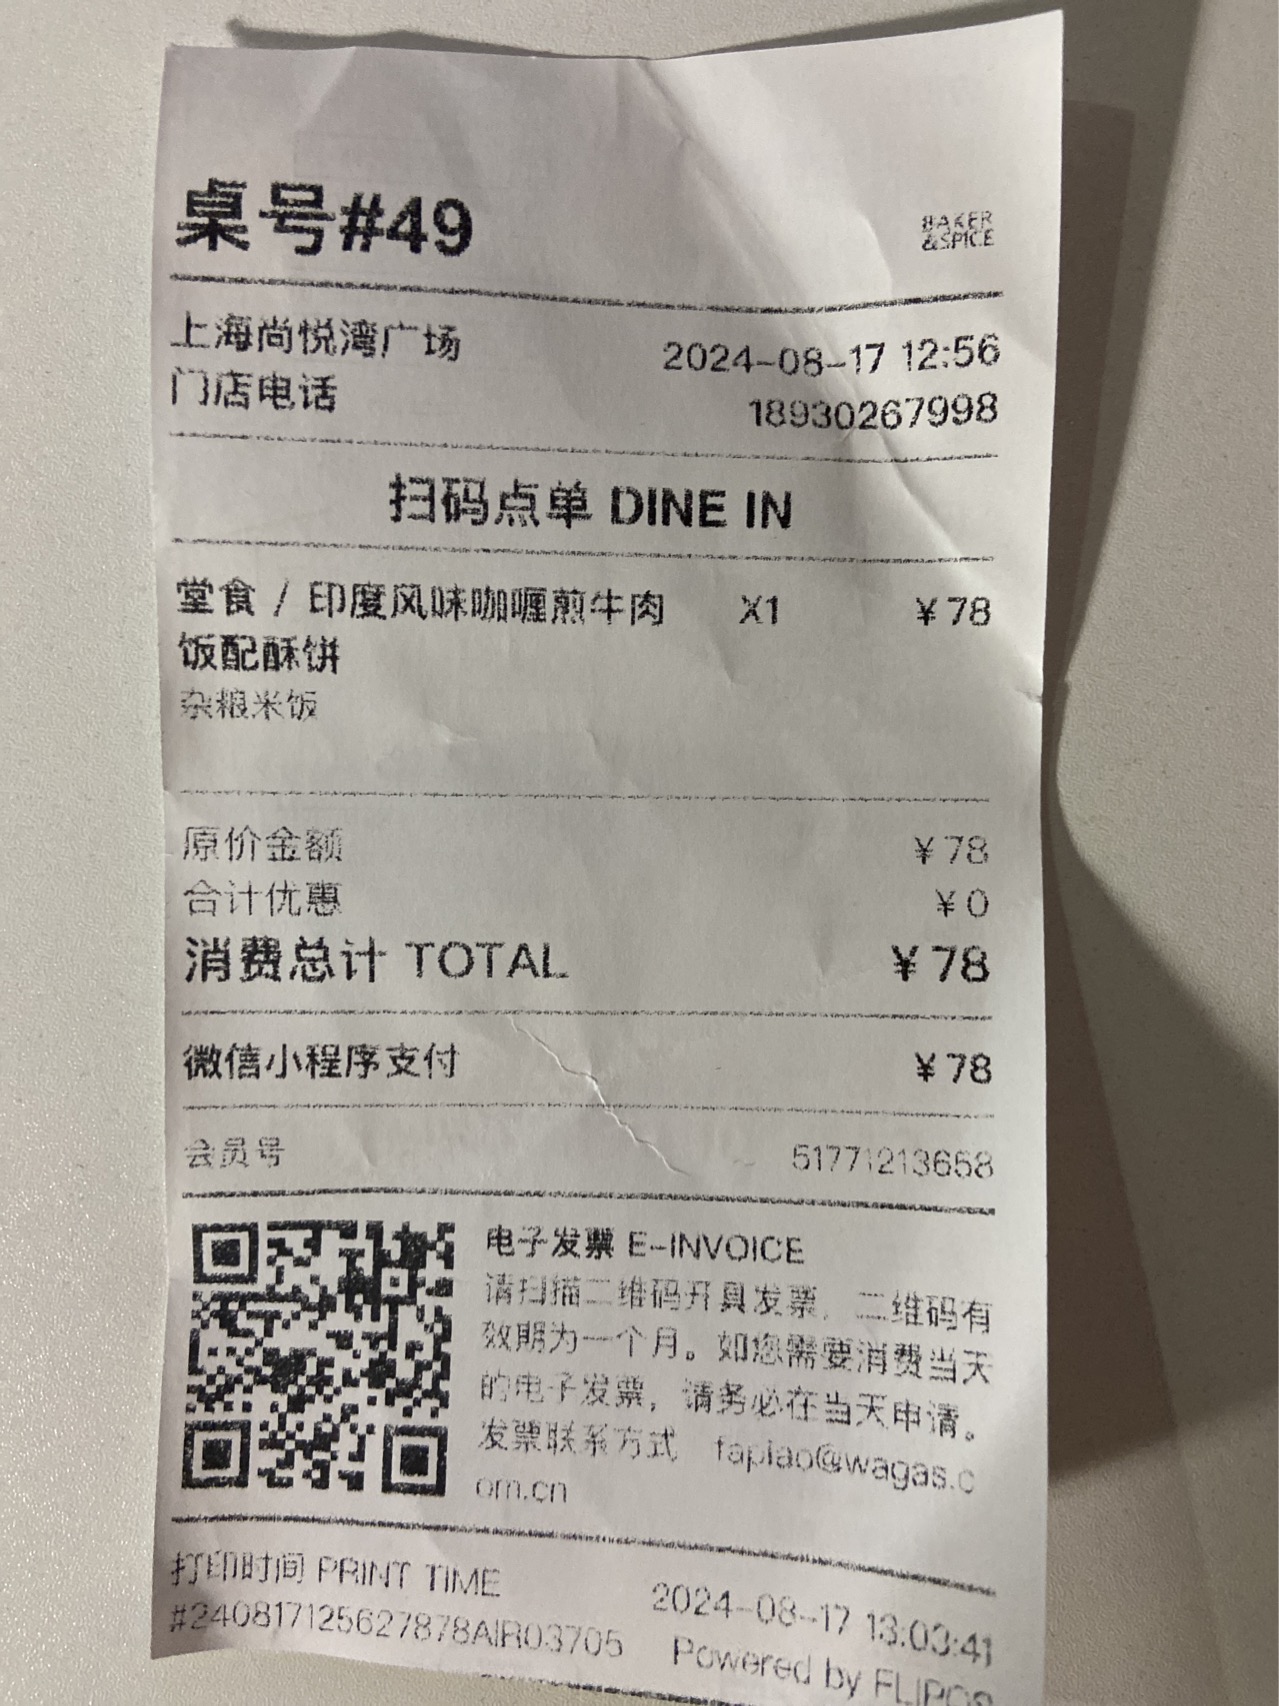 桌号#49
BAKER
&SPICE
上海尚悦湾广场 2024-08-17 12:56
门店电话 18930267998
扫码点单 DINE IN
堂食 / 印度风味咖喱煎牛肉 X1 ¥78
饭配酥饼
杂粮米饭
原价金额 ¥78
合计优惠 ¥0
消费总计 TOTAL ¥78
微信小程序支付 ¥78
会员号 51771213658
电子发票 E-INVOICE
请扫描二维码开具发票，二维码有
效期为一个月。如您需要消费当天
的电子发票，请务必在当天申请。
发票联系方式 fapiao@wagas.c
om.cn
打印时间 PRINT TIME 2024-08-17 13:03:41
#240817125627878AIR03705 Powered by FLIPOS